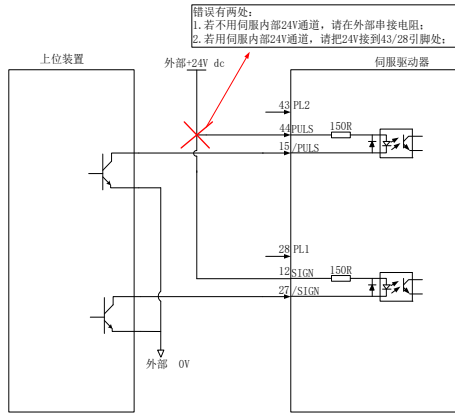 错误有两处:
1.若不用伺服内部24V通道，请在外部串接电阻;
2.若用伺服内部24V通道，请把24V接到43/28引脚处;
上位装置
外部+24V dc
伺服驱动器
43 PL2
44 PULS
150R
15 /PULS
28 PL1
12 SIGN
150R
27 /SIGN
外部 0V